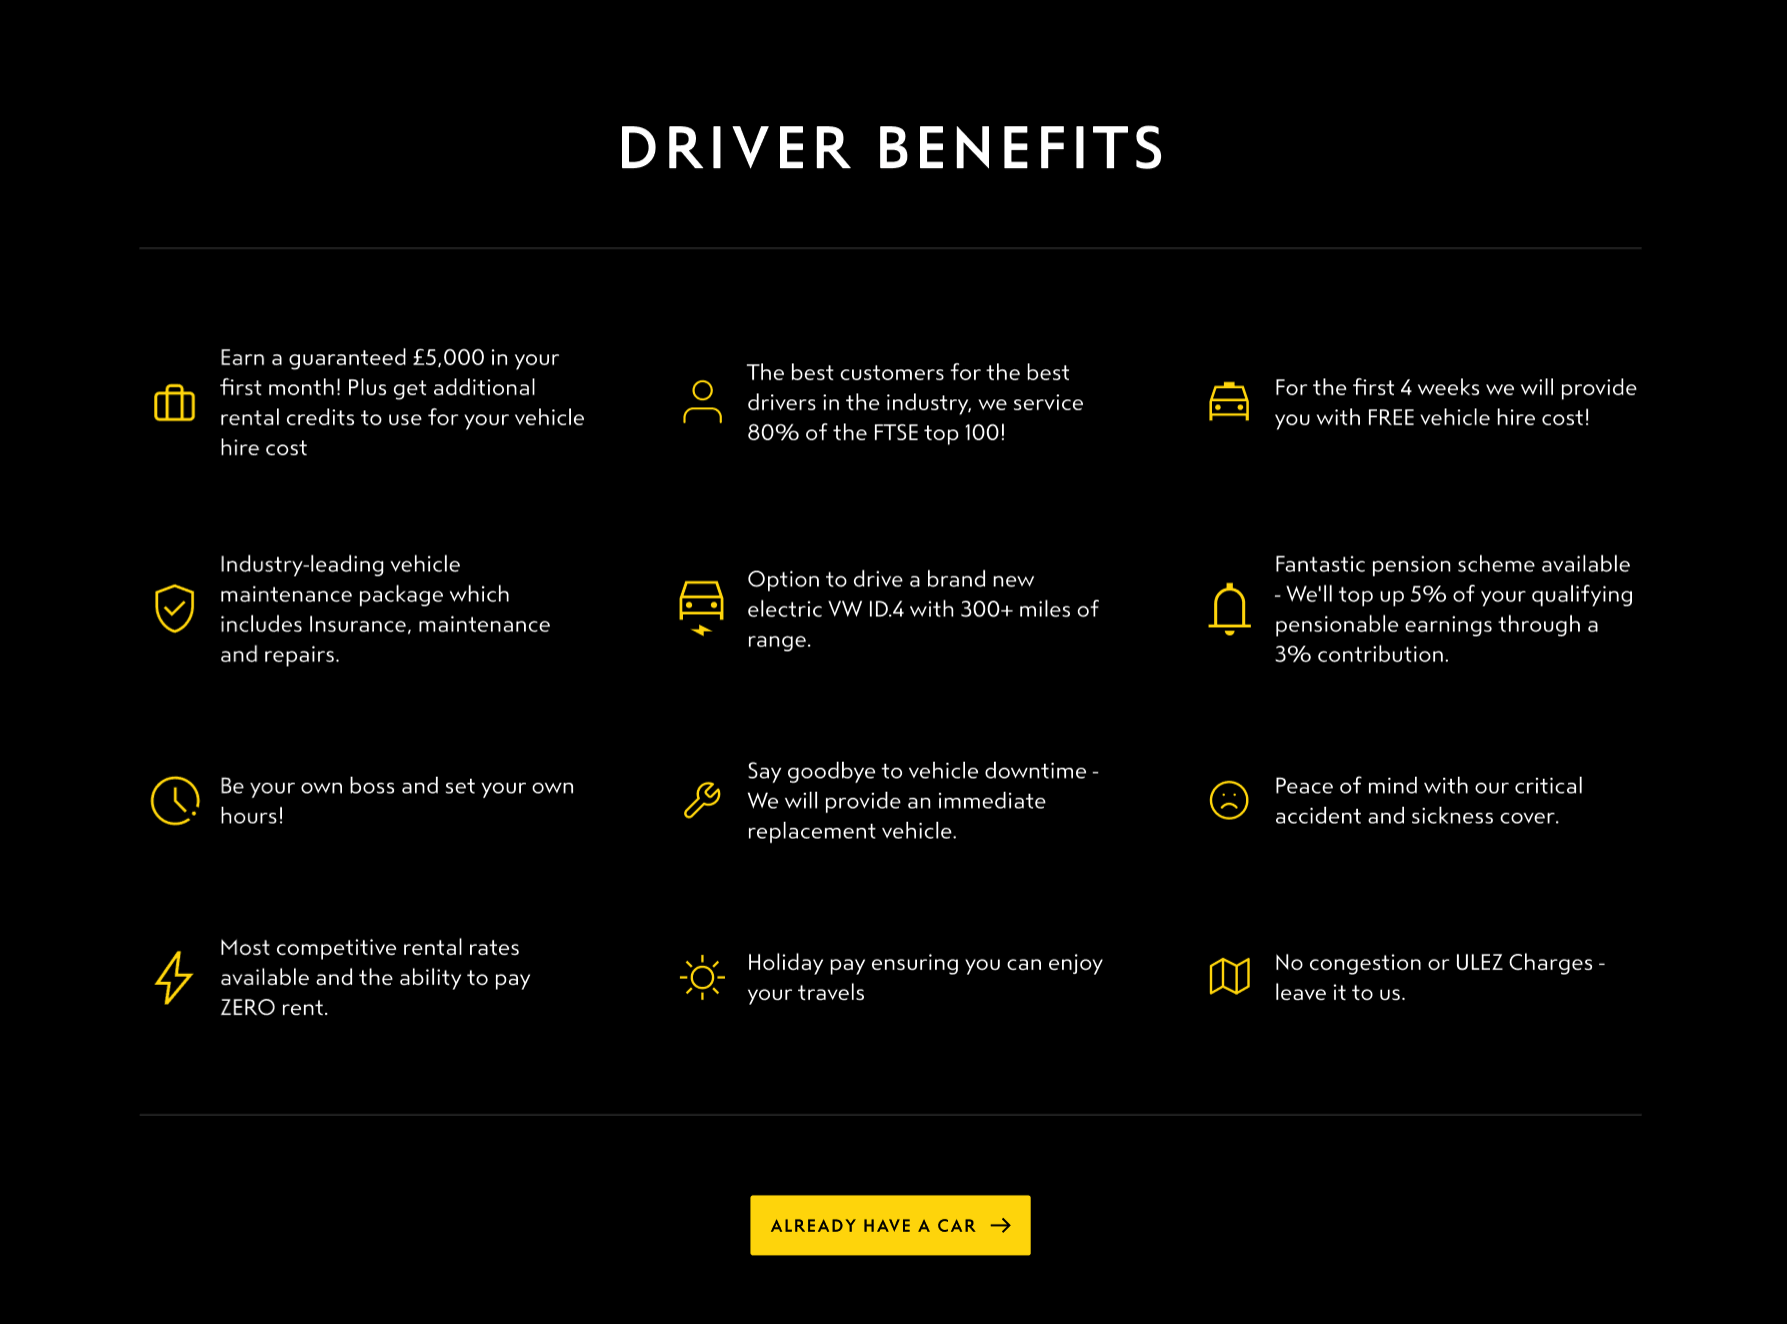 DRIVER BENEFITS
Earn a guaranteed £5,000 in your
first month! Plus get additional
rental credits to use for your vehicle
hire cost
The best customers for the best
drivers in the industry, we service
80% of the FTSE top 100!
For the first 4 weeks we will provide
you with FREE vehicle hire cost!
Industry-leading vehicle
maintenance package which
includes Insurance, maintenance
and repairs.
Option to drive a brand new
electric VW ID.4 with 300+ miles of
range.
Fantastic pension scheme available
- We'll top up 5% of your qualifying
pensionable earnings through a
3% contribution.
Be your own boss and set your own
hours!
Say goodbye to vehicle downtime -
We will provide an immediate
replacement vehicle.
Peace of mind with our critical
accident and sickness cover.
Most competitive rental rates
available and the ability to pay
ZERO rent.
Holiday pay ensuring you can enjoy
your travels
No congestion or ULEZ Charges -
leave it to us.
ALREADY HAVE A CAR →